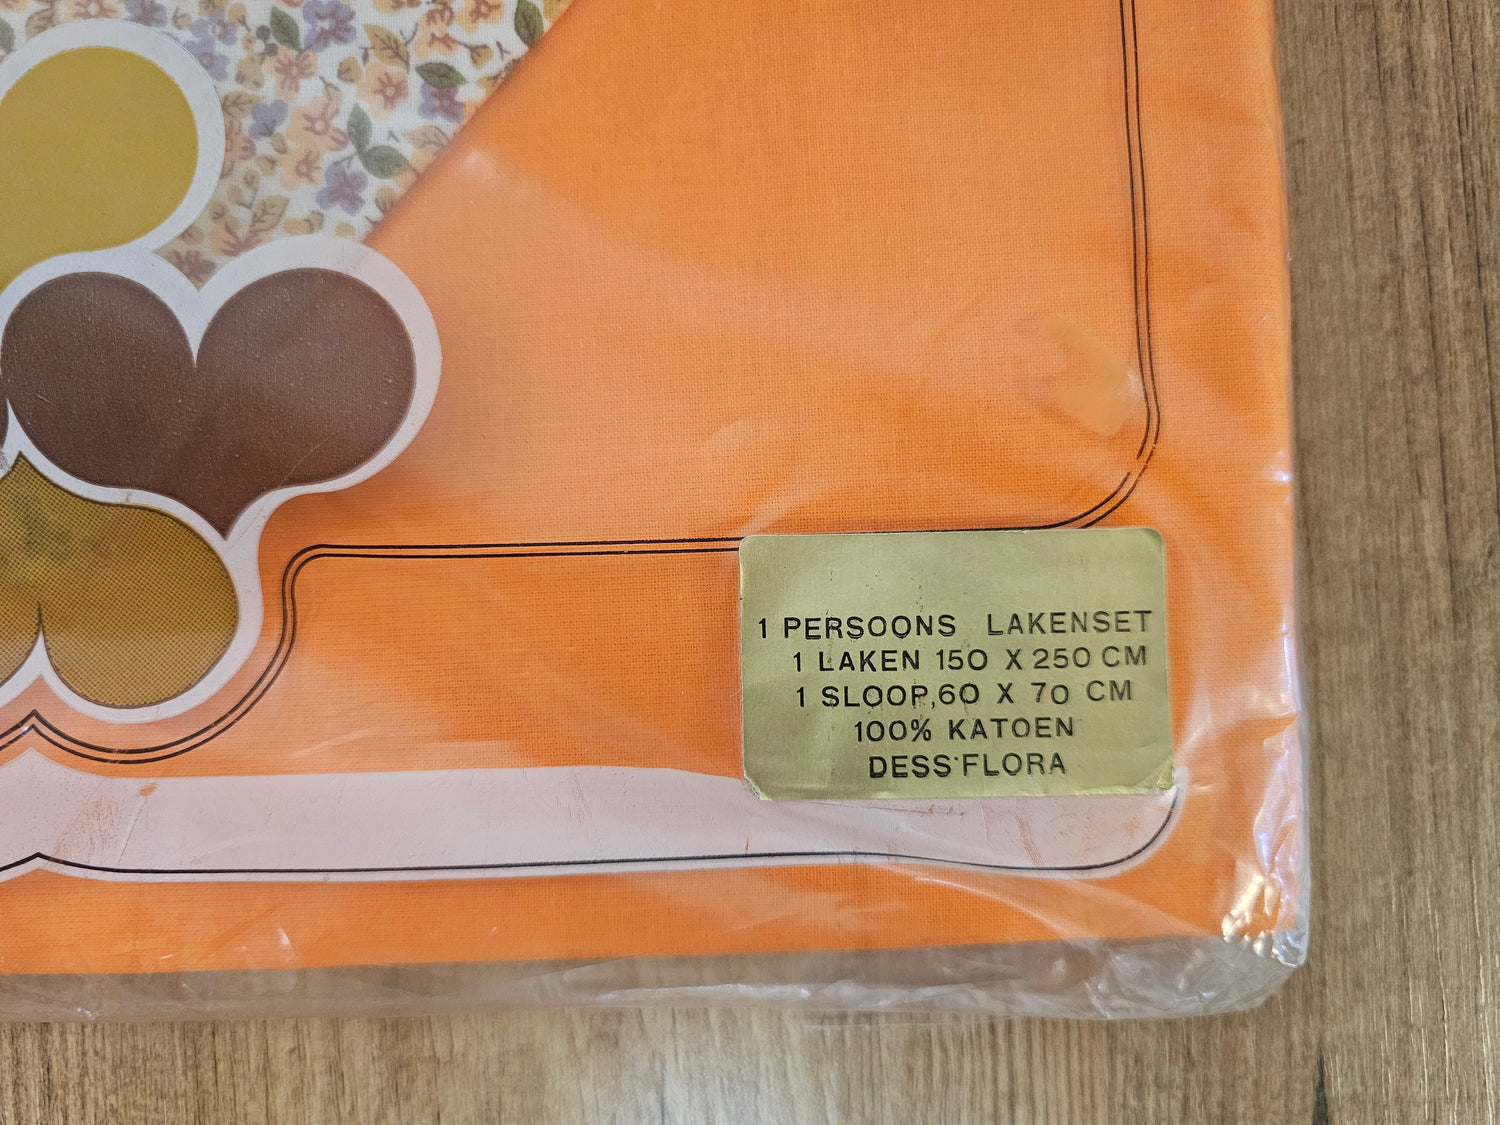 1 PERSOONS LAKENSET
1 LAKEN 150 X 250 CM
1 SLOOP,60 X 70 CM
100% KATOEN
DESS'FLORA